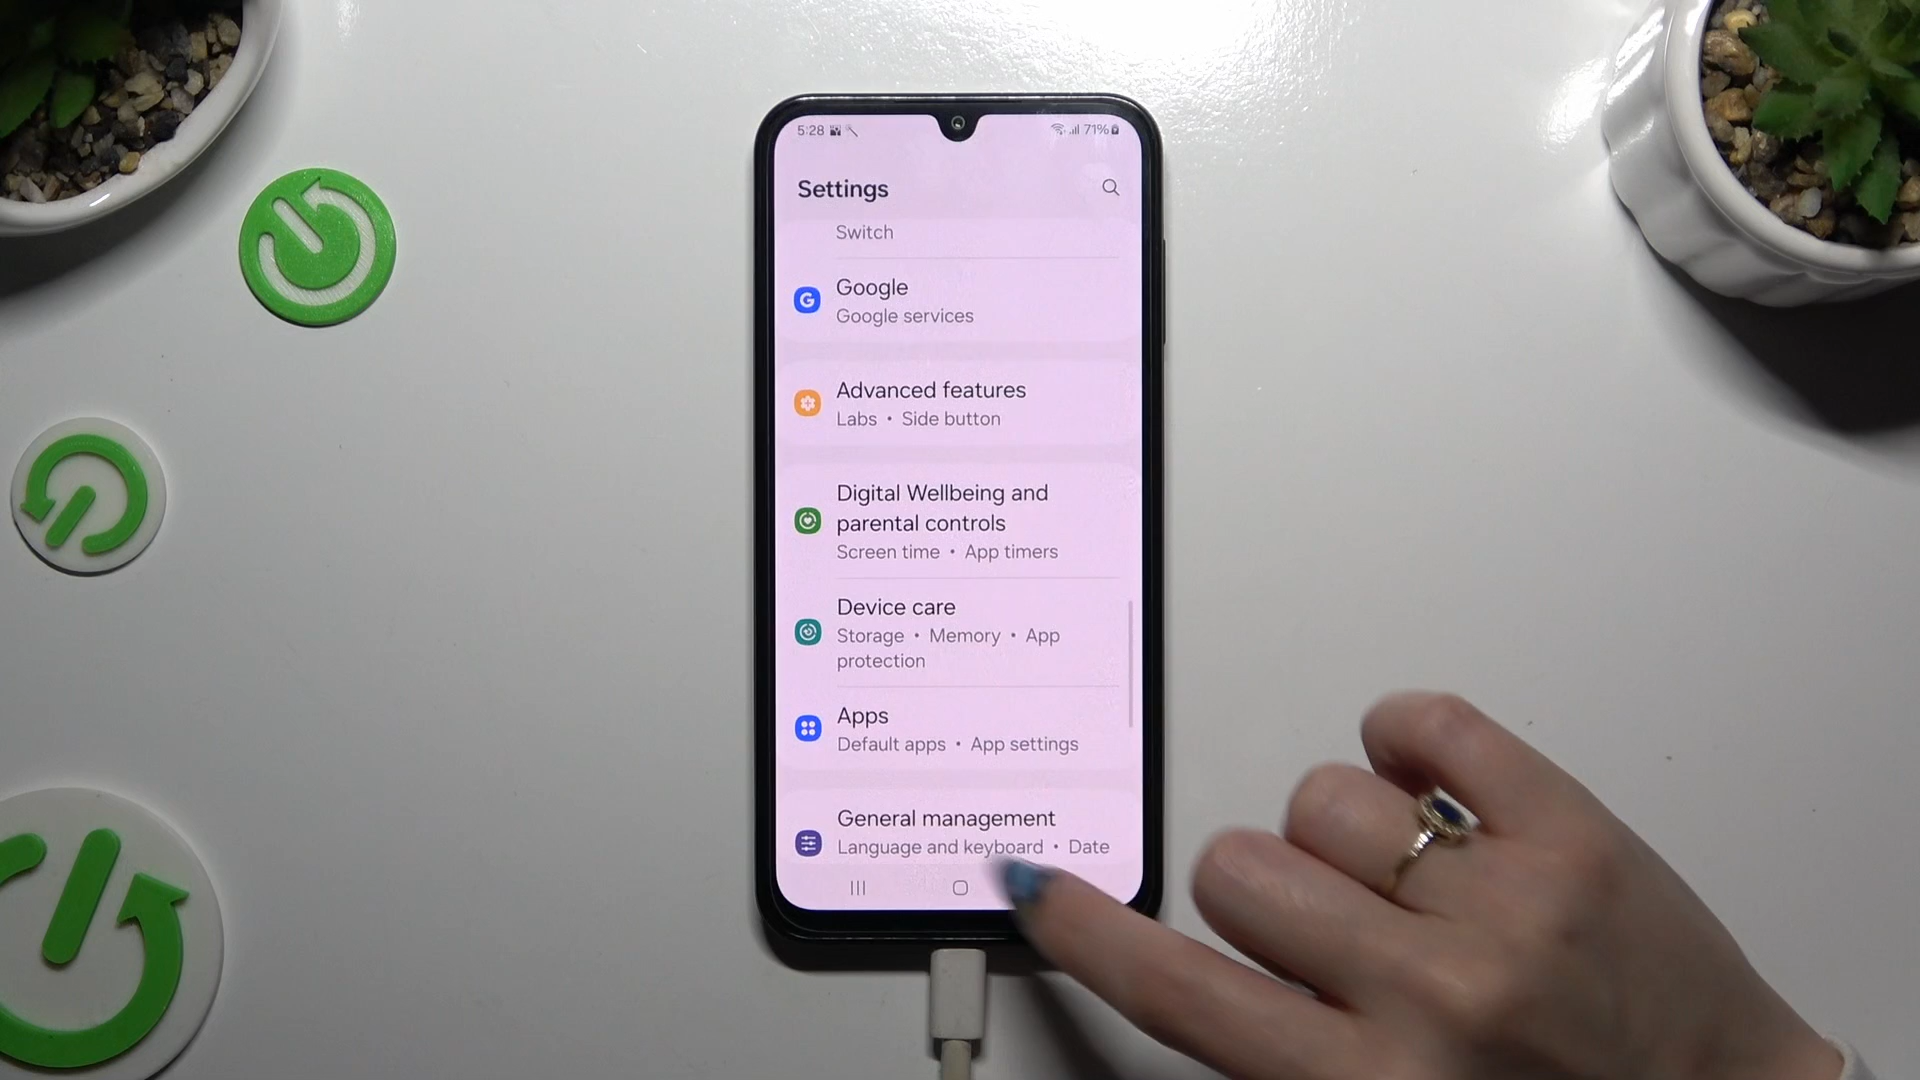 5:28
71%
Settings
Switch
Google
Google services
Advanced features
Labs • Side button
Digital Wellbeing and
parental controls
Screen time • App timers
Device care
Storage • Memory • App
protection
Apps
Default apps • App settings
General management
Language and keyboard • Date